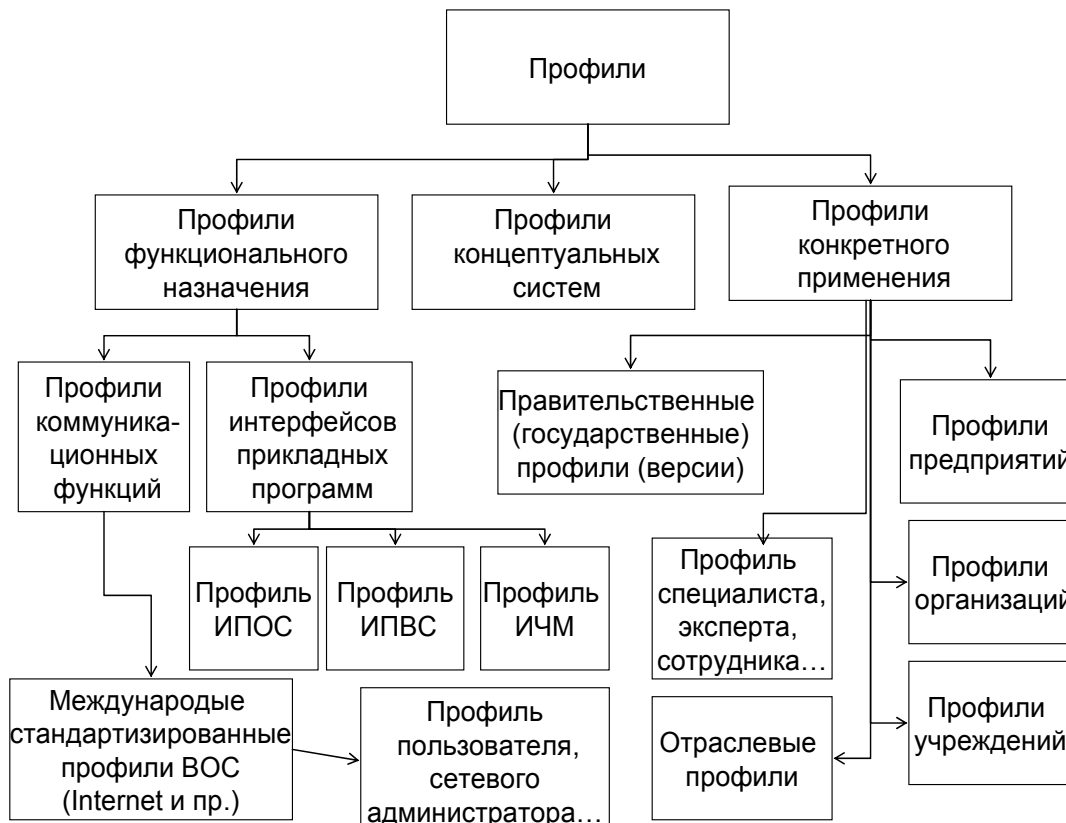 Профили
Профили
функционального
назначения
Профили
концептуальных
систем
Профили
конкретного
применения
Профили
коммуника-
ционных
функций
Профили
интерфейсов
прикладных
программ
Правительственные
(государственные)
профили (версии)
Профили
предприятий
Профиль
ИПОС
Профиль
ИПВС
Профиль
ИЧМ
Профиль
специалиста,
эксперта,
сотрудника…
Профили
организаций
Международые
стандартизированные
профили ВОС
(Internet и пр.)
Профиль
пользователя,
сетевого
администратора…
Отраслевые
профили
Профили
учреждений